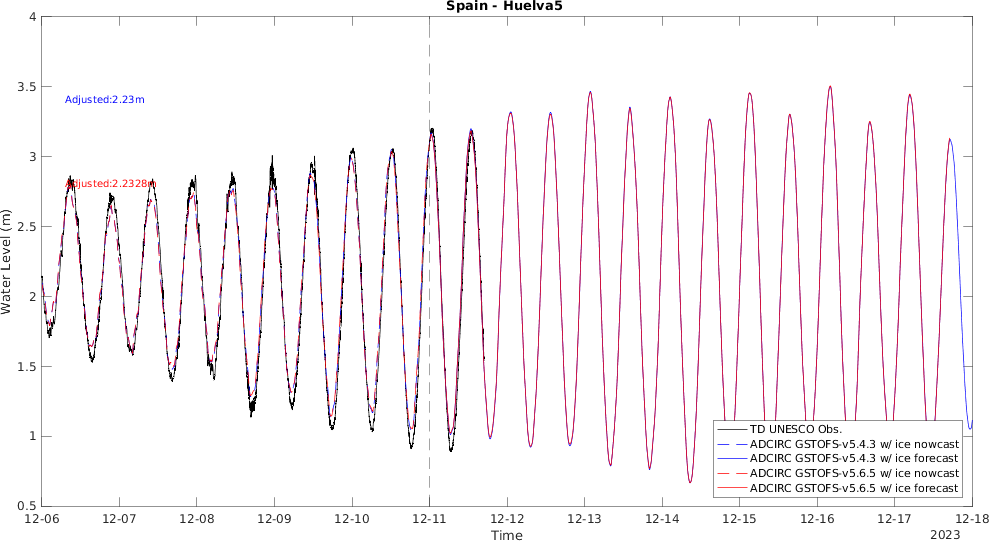 Spain - Huelva5
4
3.5
3
2.5
2
1.5
1
0.5
Water Level (m)
Adjusted:2.23m
Adjusted:2.2328m
TD UNESCO Obs.
ADCIRC GSTOFS-v5.4.3 w/ ice nowcast
ADCIRC GSTOFS-v5.4.3 w/ ice forecast
ADCIRC GSTOFS-v5.6.5 w/ ice nowcast
ADCIRC GSTOFS-v5.6.5 w/ ice forecast
12-06 12-07 12-08 12-09 12-10 12-11 12-12 12-13 12-14 12-15 12-16 12-17 12-18
Time
2023